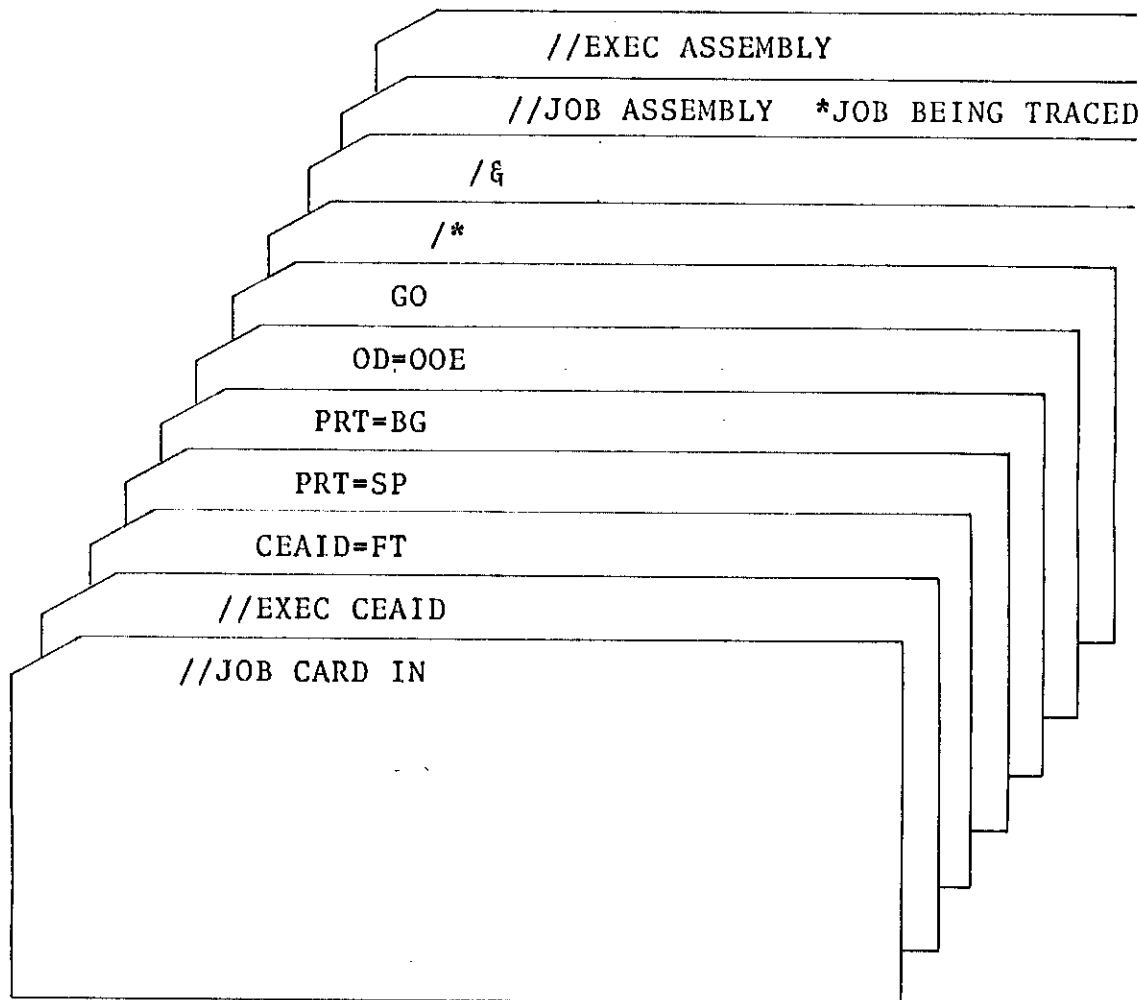 //EXEC ASSEMBLY
//JOB ASSEMBLY *JOB BEING TRACED
/&
/*
GO
OD=OOE
PRT=BG
PRT=SP
CEAID=FT
//EXEC CEAID
//JOB CARD IN